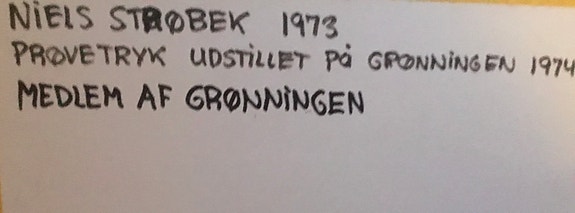 NIELS STRØBEK 1973
PRØVETRYK UDSTILLET På GRØNNINGEN 1974
MEDLEM AF GRØNNINGEN